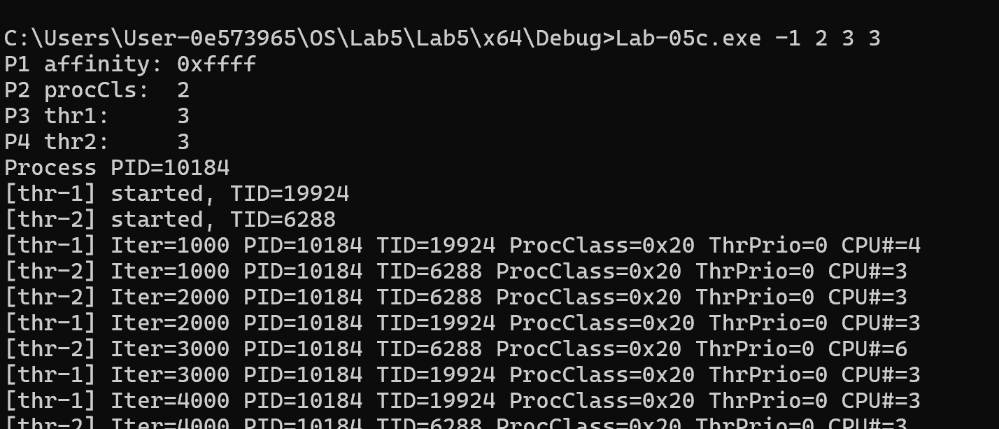 C:\Users\User-0e573965\OS\Lab5\Lab5\x64\Debug>Lab-05c.exe -1 2 3 3
P1 affinity: 0xffff
P2 procCls:  2
P3 thr1:     3
P4 thr2:     3
Process PID=10184
[thr-1] started, TID=19924
[thr-2] started, TID=6288
[thr-1] Iter=1000 PID=10184 TID=19924 ProcClass=0x20 ThrPrio=0 CPU#=4
[thr-2] Iter=1000 PID=10184 TID=6288 ProcClass=0x20 ThrPrio=0 CPU#=3
[thr-2] Iter=2000 PID=10184 TID=6288 ProcClass=0x20 ThrPrio=0 CPU#=3
[thr-1] Iter=2000 PID=10184 TID=19924 ProcClass=0x20 ThrPrio=0 CPU#=3
[thr-2] Iter=3000 PID=10184 TID=6288 ProcClass=0x20 ThrPrio=0 CPU#=6
[thr-1] Iter=3000 PID=10184 TID=19924 ProcClass=0x20 ThrPrio=0 CPU#=3
[thr-1] Iter=4000 PID=10184 TID=19924 ProcClass=0x20 ThrPrio=0 CPU#=3
[thr-2] Iter=4000 PID=10184 TID=6288 ProcClass=0x20 ThrPrio=0 CPU#=3